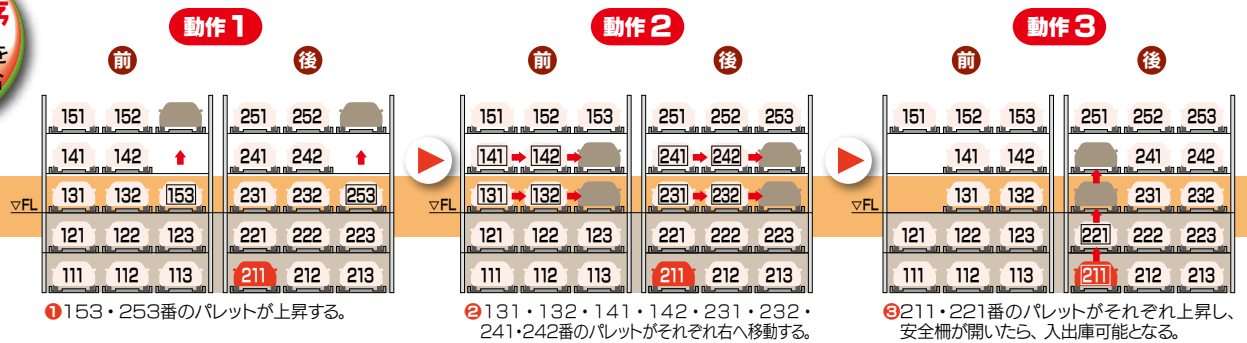 を
動作1
前
後
151 152
251 252
141 142
241 242
131 132 153
231 232 253
▽FL
121 122 123
221 222 223
111 112 113
211 212 213
❶153・253番のパレットが上昇する。
動作2
前
後
151 152 153
251 252 253
141 142
241 242
131 132
231 232
▽FL
121 122 123
221 222 223
111 112 113
211 212 213
❷131・132・141・142・231・232・
241・242番のパレットがそれぞれ右へ移動する。
動作3
前
後
151 152 153
251 252 253
141 142
241 242
131 132
231 232
▽FL
121 122 123
221 222 223
111 112 113
211 212 213
❸211・221番のパレットがそれぞれ上昇し、
安全柵が開いたら、入出庫可能となる。